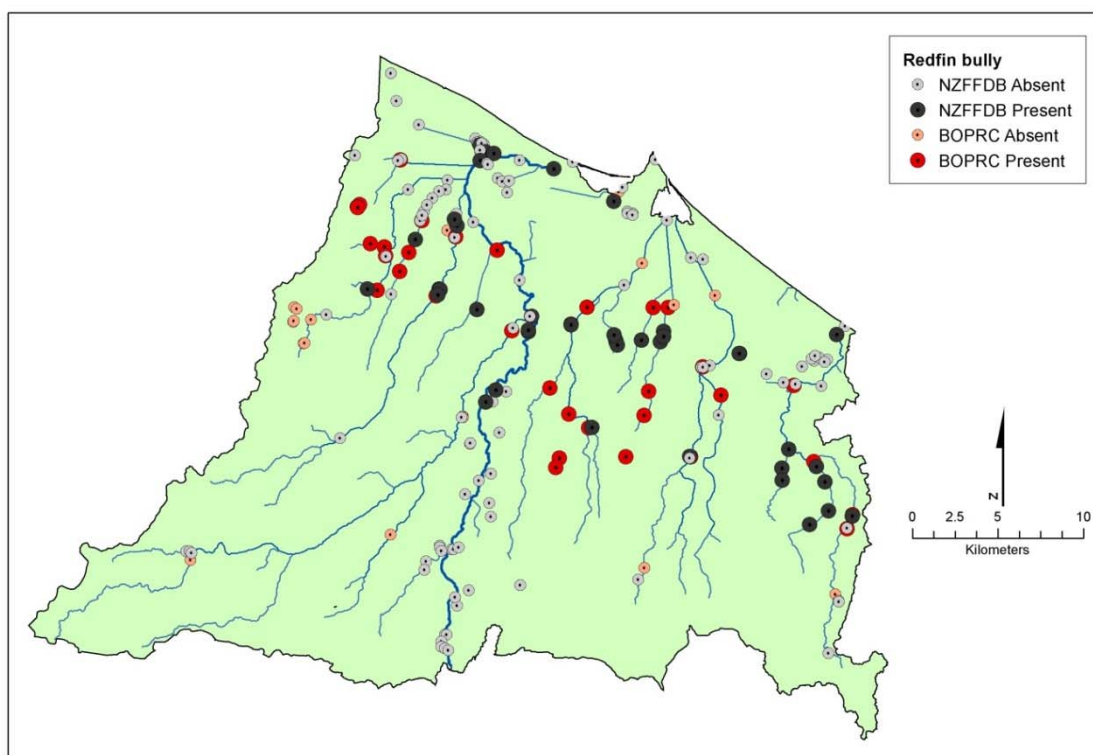 Redfin bully
NZFFDB Absent
NZFFDB Present
BOPRC Absent
BOPRC Present
N
0 2.5 5 10
Kilometers